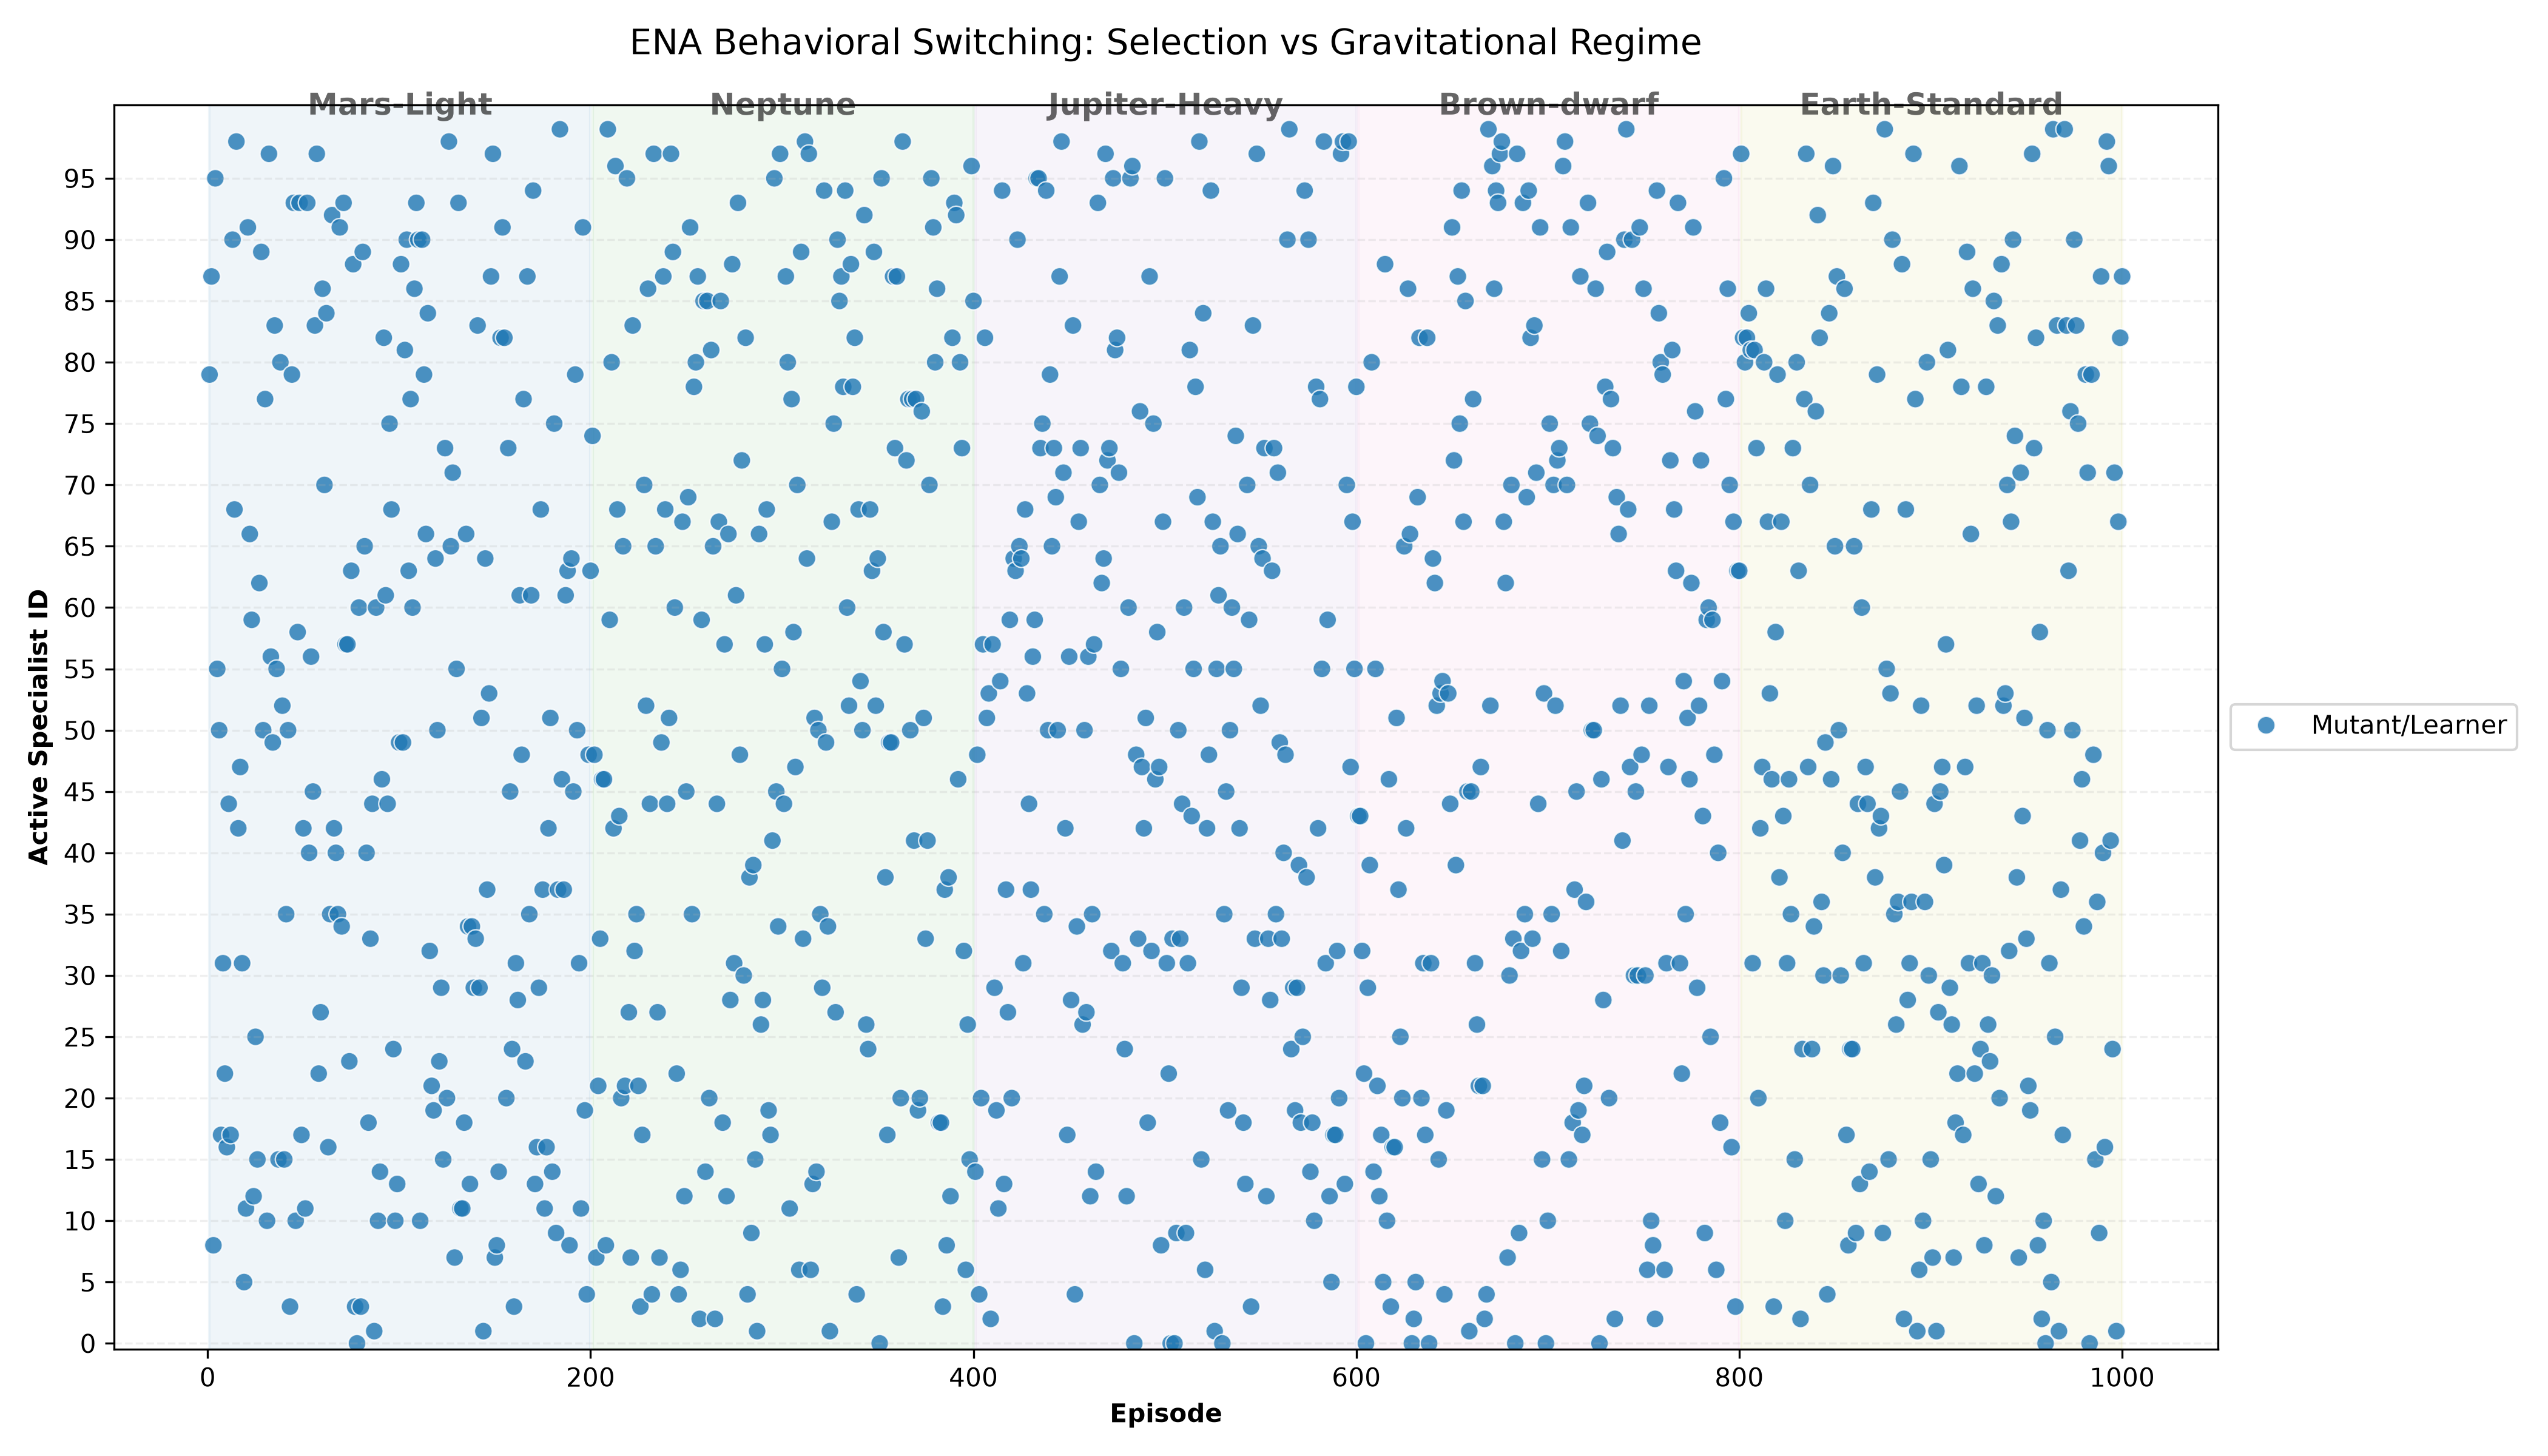 ENA Behavioral Switching: Selection vs Gravitational Regime
Mars-Light
Neptune
Jupiter-Heavy
Brown-dwarf
Earth-Standard
Active Specialist ID
95
90
85
80
75
70
65
60
55
50
45
40
35
30
25
20
15
10
5
0
0
200
400
600
800
1000
Episode
Mutant/Learner